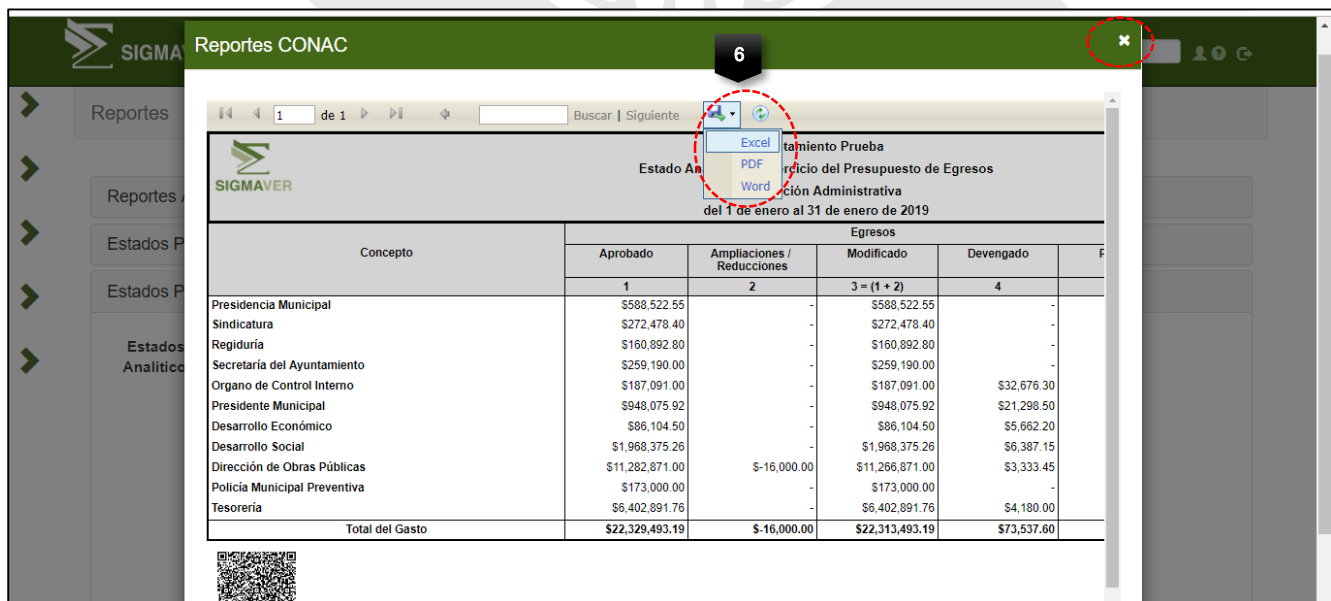 SIGMA
Reportes CONAC
6
Reportes
1 de 1 Buscar | Siguiente
Excel
PDF
Word
SIGMAVER
tamiento Prueba
Estado An rcicio del Presupuesto de Egresos
ción Administrativa
del 1 de enero al 31 de enero de 2019
Reportes
Estados P
Estados P
Estados
Analítico
Egresos
Concepto Aprobado Ampliaciones / Reducciones Modificado Devengado P
1 2 3 = (1 + 2) 4
Presidencia Municipal $588,522.55 - $588,522.55 -
Sindicatura $272,478.40 - $272,478.40 -
Regiduría $160,892.80 - $160,892.80 -
Secretaría del Ayuntamiento $259,190.00 - $259,190.00 -
Organo de Control Interno $187,091.00 - $187,091.00 $32,676.30
Presidente Municipal $948,075.92 - $948,075.92 $21,298.50
Desarrollo Económico $86,104.50 - $86,104.50 $5,662.20
Desarrollo Social $1,968,375.26 - $1,968,375.26 $6,387.15
Dirección de Obras Públicas $11,282,871.00 $-16,000.00 $11,266,871.00 $3,333.45
Policía Municipal Preventiva $173,000.00 - $173,000.00 -
Tesorería $6,402,891.76 - $6,402,891.76 $4,180.00
Total del Gasto $22,329,493.19 $-16,000.00 $22,313,493.19 $73,537.60